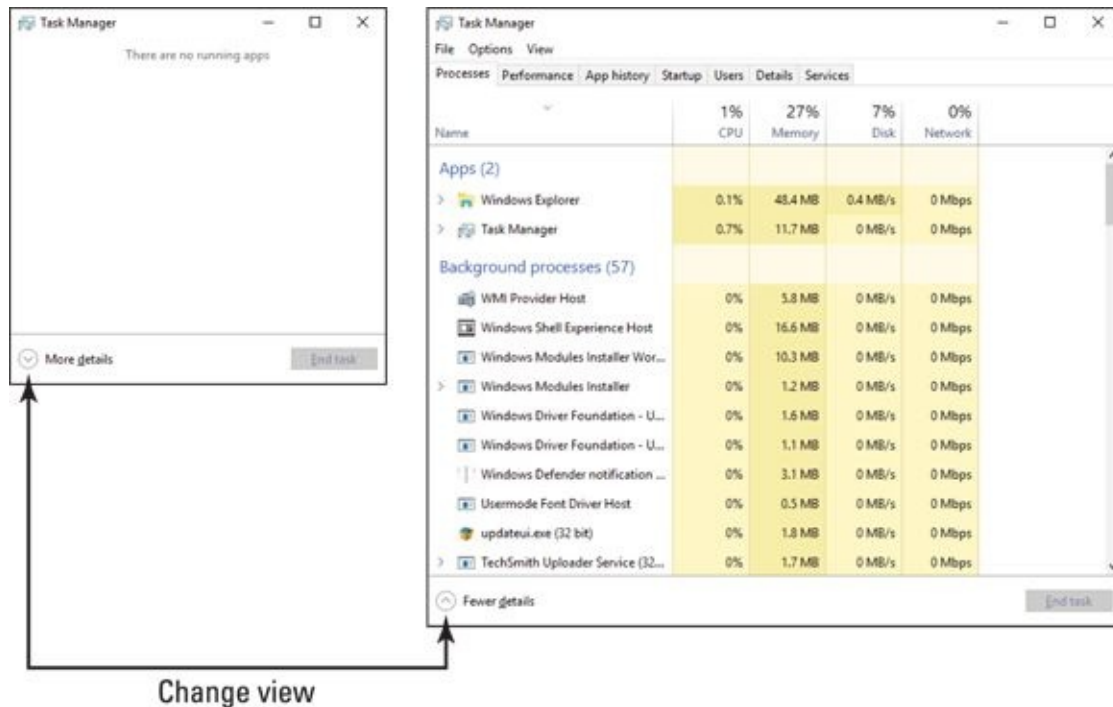 Task Manager
There are no running apps
More details
End task
Task Manager
File Options View
Processes Performance App history Startup Users Details Services
1% 27% 7% 0%
Name CPU Memory Disk Network
Apps (2)
Windows Explorer 0.1% 48.4 MB 0.4 MB/s 0 Mbps
Task Manager 0.7% 11.7 MB 0 MB/s 0 Mbps
Background processes (57)
WMI Provider Host 0% 5.8 MB 0 MB/s 0 Mbps
Windows Shell Experience Host 0% 16.6 MB 0 MB/s 0 Mbps
Windows Modules Installer Wor... 0% 10.3 MB 0 MB/s 0 Mbps
Windows Modules Installer 0% 1.2 MB 0 MB/s 0 Mbps
Windows Driver Foundation - U... 0% 1.6 MB 0 MB/s 0 Mbps
Windows Driver Foundation - U... 0% 1.1 MB 0 MB/s 0 Mbps
Windows Defender notification ... 0% 3.1 MB 0 MB/s 0 Mbps
Usermode Font Driver Host 0% 0.5 MB 0 MB/s 0 Mbps
updateui.exe (32 bit) 0% 1.8 MB 0 MB/s 0 Mbps
TechSmith Uploader Service (32... 0% 1.7 MB 0 MB/s 0 Mbps
Fewer details
End task
Change view